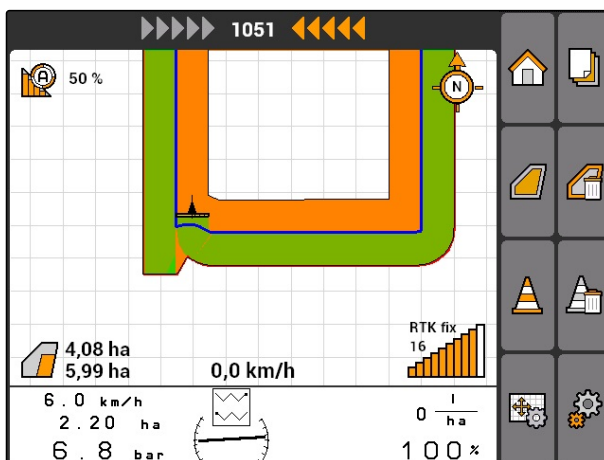 1051
A
50 %
N
RTK fix
16
4,08 ha
5,99 ha
0,0 km/h
6.0 km/h
2.20 ha
6.8 bar
0 l/ha
100%